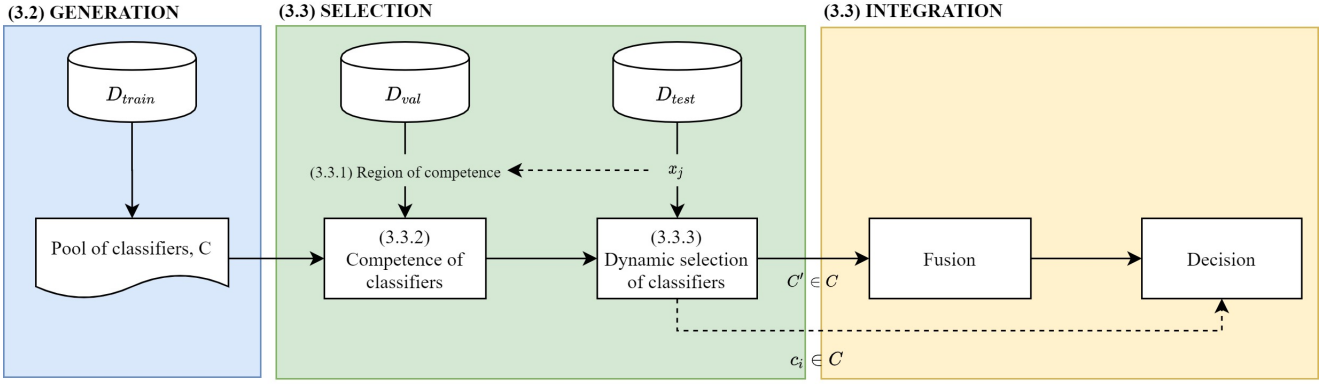 (3.2) GENERATION
(3.3) SELECTION
(3.3) INTEGRATION
D_train
D_val
D_test
(3.3.1) Region of competence
x_j
Pool of classifiers, C
(3.3.2)
Competence of
classifiers
(3.3.3)
Dynamic selection
of classifiers
C′ ∈ C
Fusion
Decision
c_i ∈ C